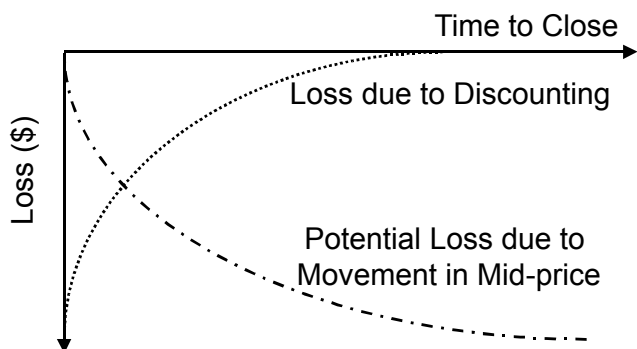 Time to Close
Loss due to Discounting
Loss ($)
Potential Loss due to
Movement in Mid-price